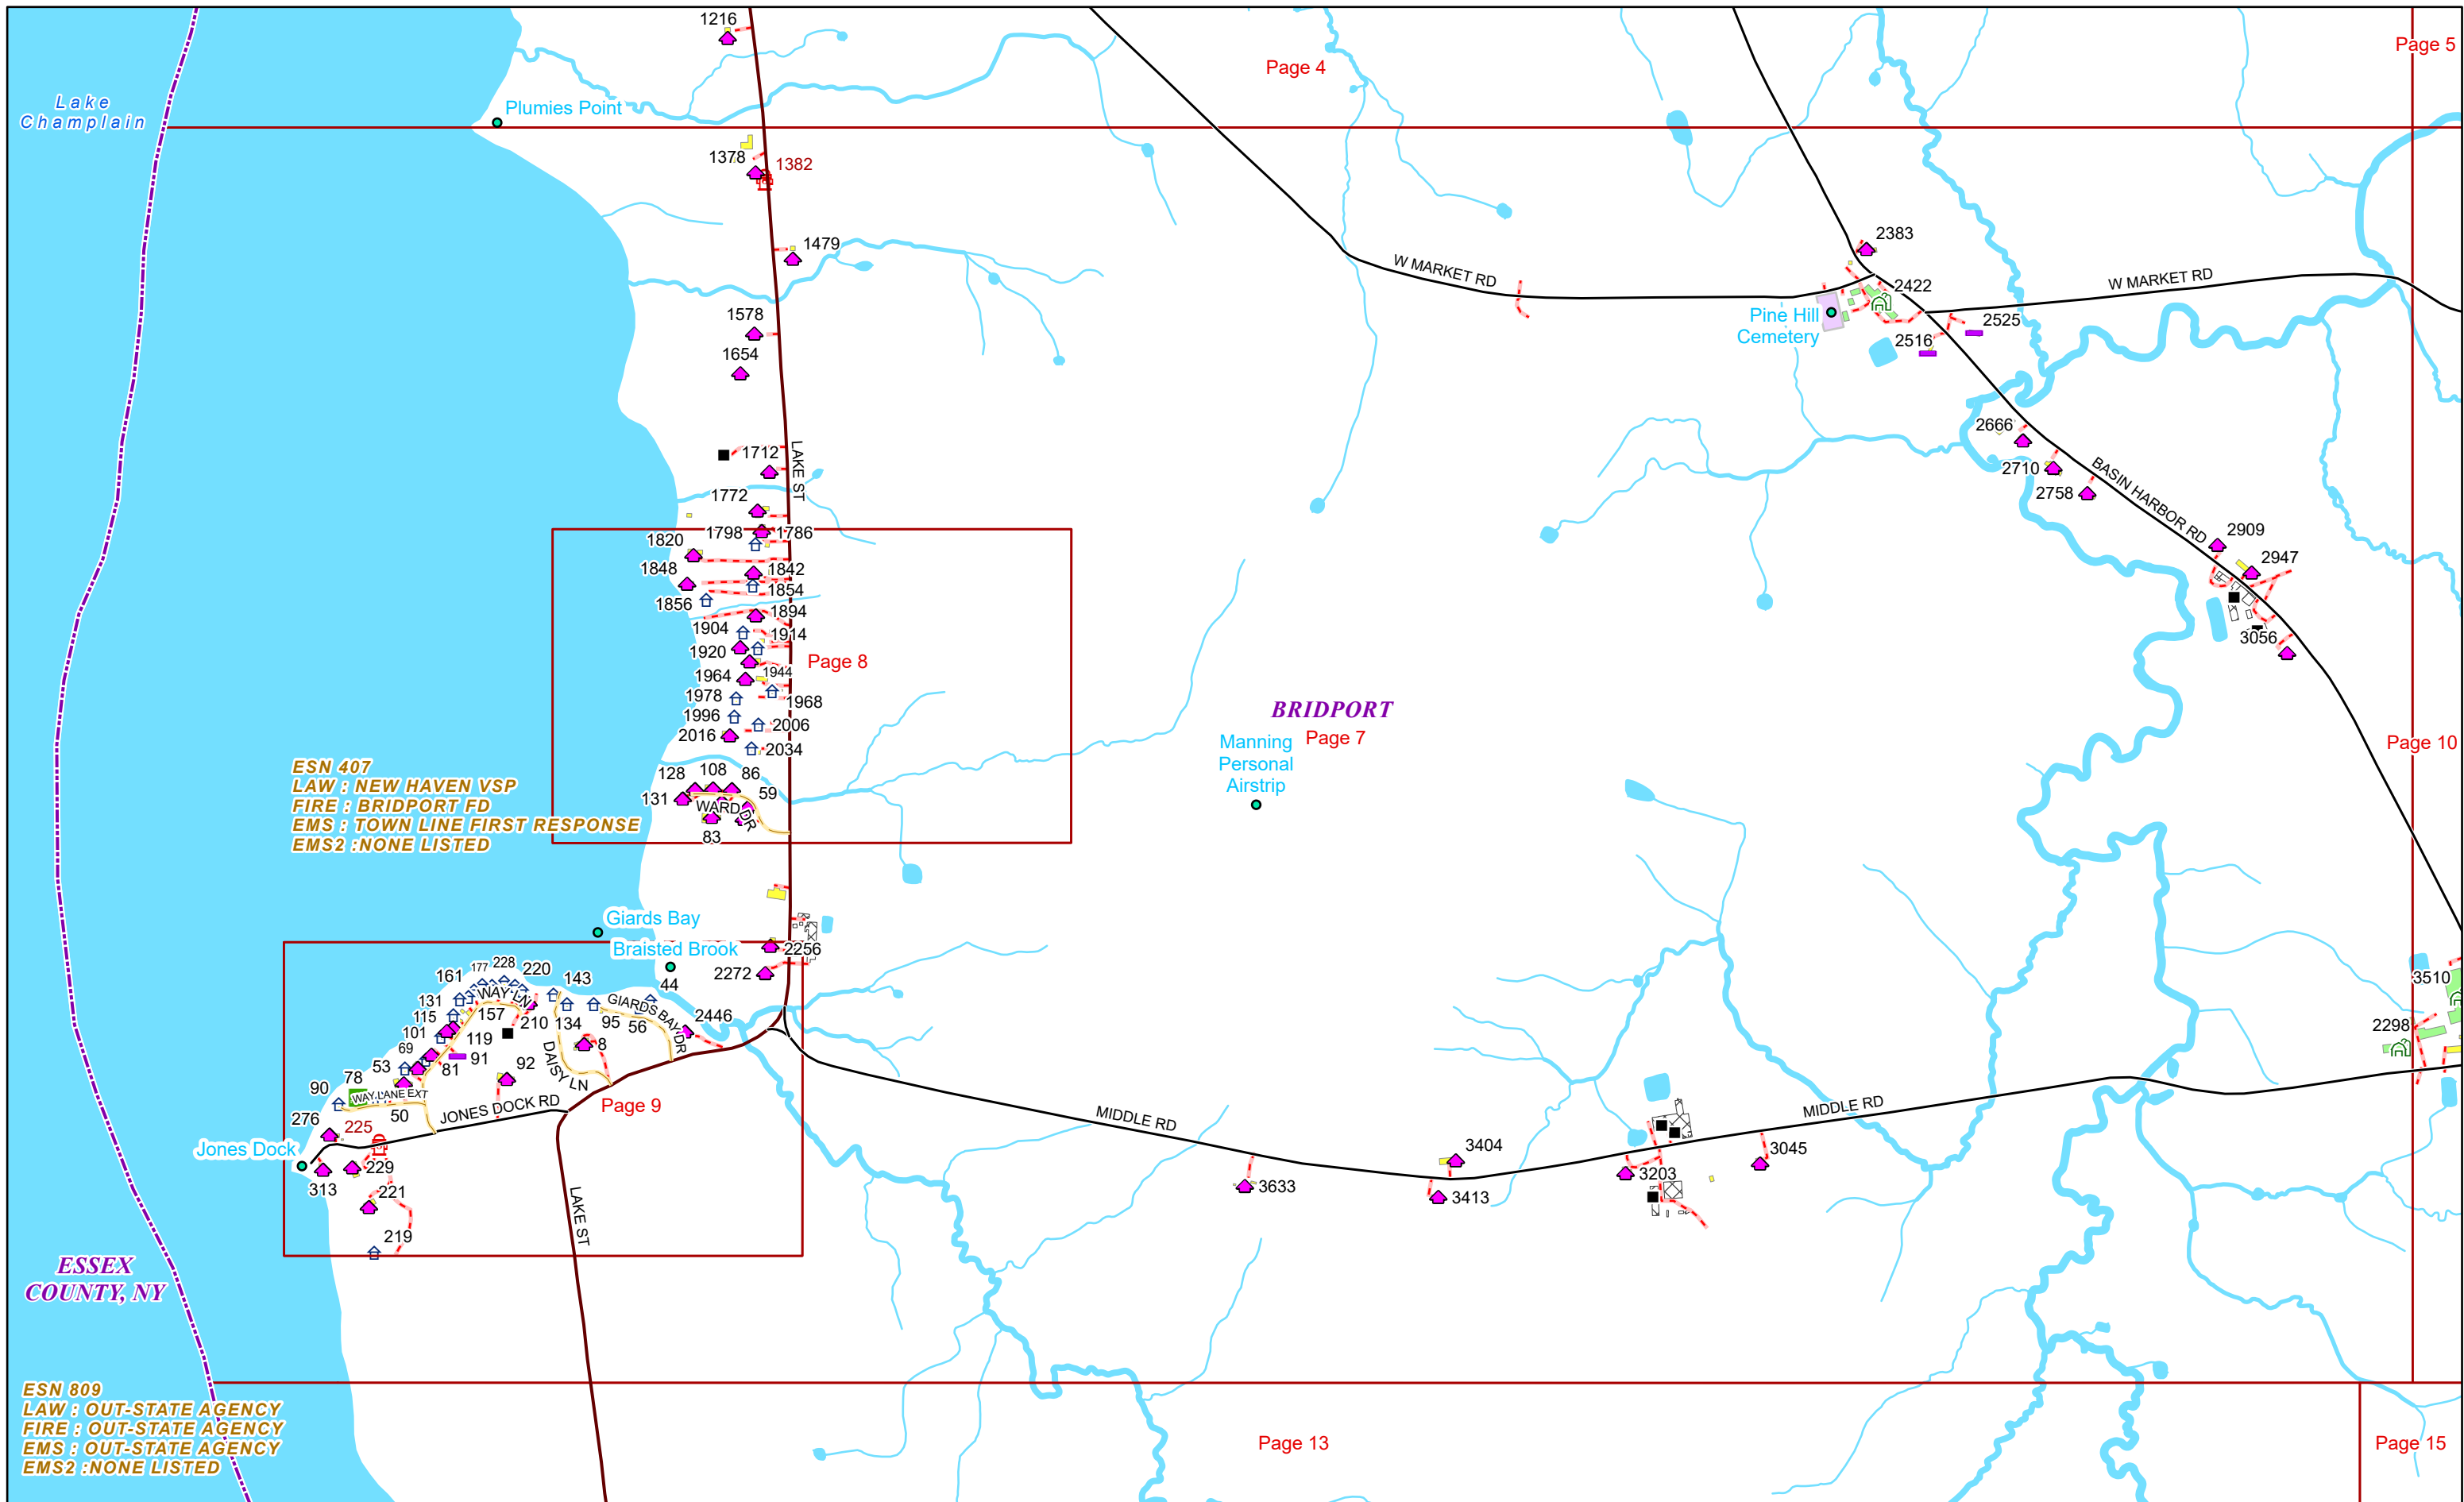 1216
Page 5
Page 4
Lake
Champlain
Plumies Point
1378
1382
1479
2383
W MARKET RD
W MARKET RD
2422
Pine Hill
Cemetery
2525
2516
1578
1654
2666
1712
LAKE ST
2710
BASIN HARBOR RD
2758
1772
1798
1786
1820
2909
2947
1848
1842
1854
1856
1894
1904
1914
3056
1920
Page 8
1964
1944
1978
1968
BRIDPORT
1996
2006
2016
Page 7
Manning
Personal
Airstrip
Page 10
2034
ESN 407
LAW : NEW HAVEN VSP
FIRE : BRIDPORT FD
EMS : TOWN LINE FIRST RESPONSE
EMS2 :NONE LISTED
128
108
86
59
131
WARD DR
83
Giards Bay
Braisted Brook
2256
2272
44
161
177
228
220
143
3510
131
WAY LN
GIARDS BAY DR
115
157
210
134
95
56
2446
101
119
8
2298
69
91
53
81
92
DAISY LN
90
78
WAY LANE EXT
50
JONES DOCK RD
Page 9
MIDDLE RD
MIDDLE RD
276
225
Jones Dock
229
313
221
219
LAKE ST
3404
3045
3203
3633
3413
ESSEX
COUNTY, NY
ESN 809
LAW : OUT-STATE AGENCY
FIRE : OUT-STATE AGENCY
EMS : OUT-STATE AGENCY
EMS2 :NONE LISTED
Page 13
Page 15